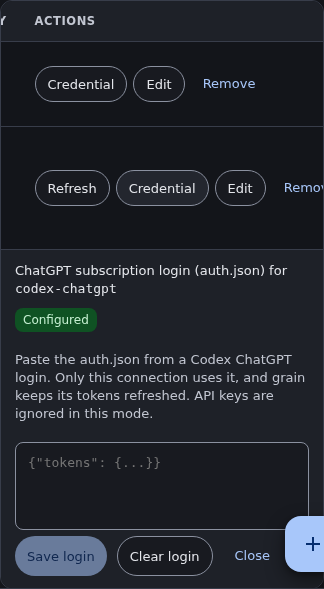 ACTIONS
Credential Edit Remove
Refresh Credential Edit
ChatGPT subscription login (auth.json) for
codex-chatgpt
Configured
Paste the auth.json from a Codex ChatGPT
login. Only this connection uses it, and grain
keeps its tokens refreshed. API keys are
ignored in this mode.
{"tokens": {...}}
Save login Clear login Close
+